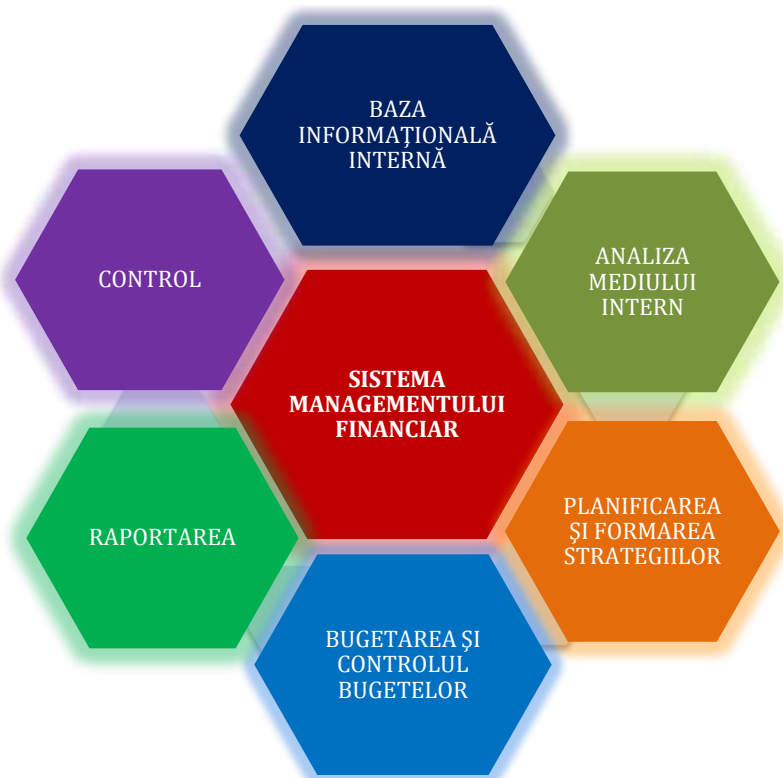 BAZA
INFORMAȚIONALĂ
INTERNĂ
CONTROL
ANALIZA
MEDIULUI
INTERN
SISTEMA
MANAGEMENTULUI
FINANCIAR
RAPORTAREA
PLANIFICAREA
ȘI FORMAREA
STRATEGIILOR
BUGETAREA ȘI
CONTROLUL
BUGETELOR